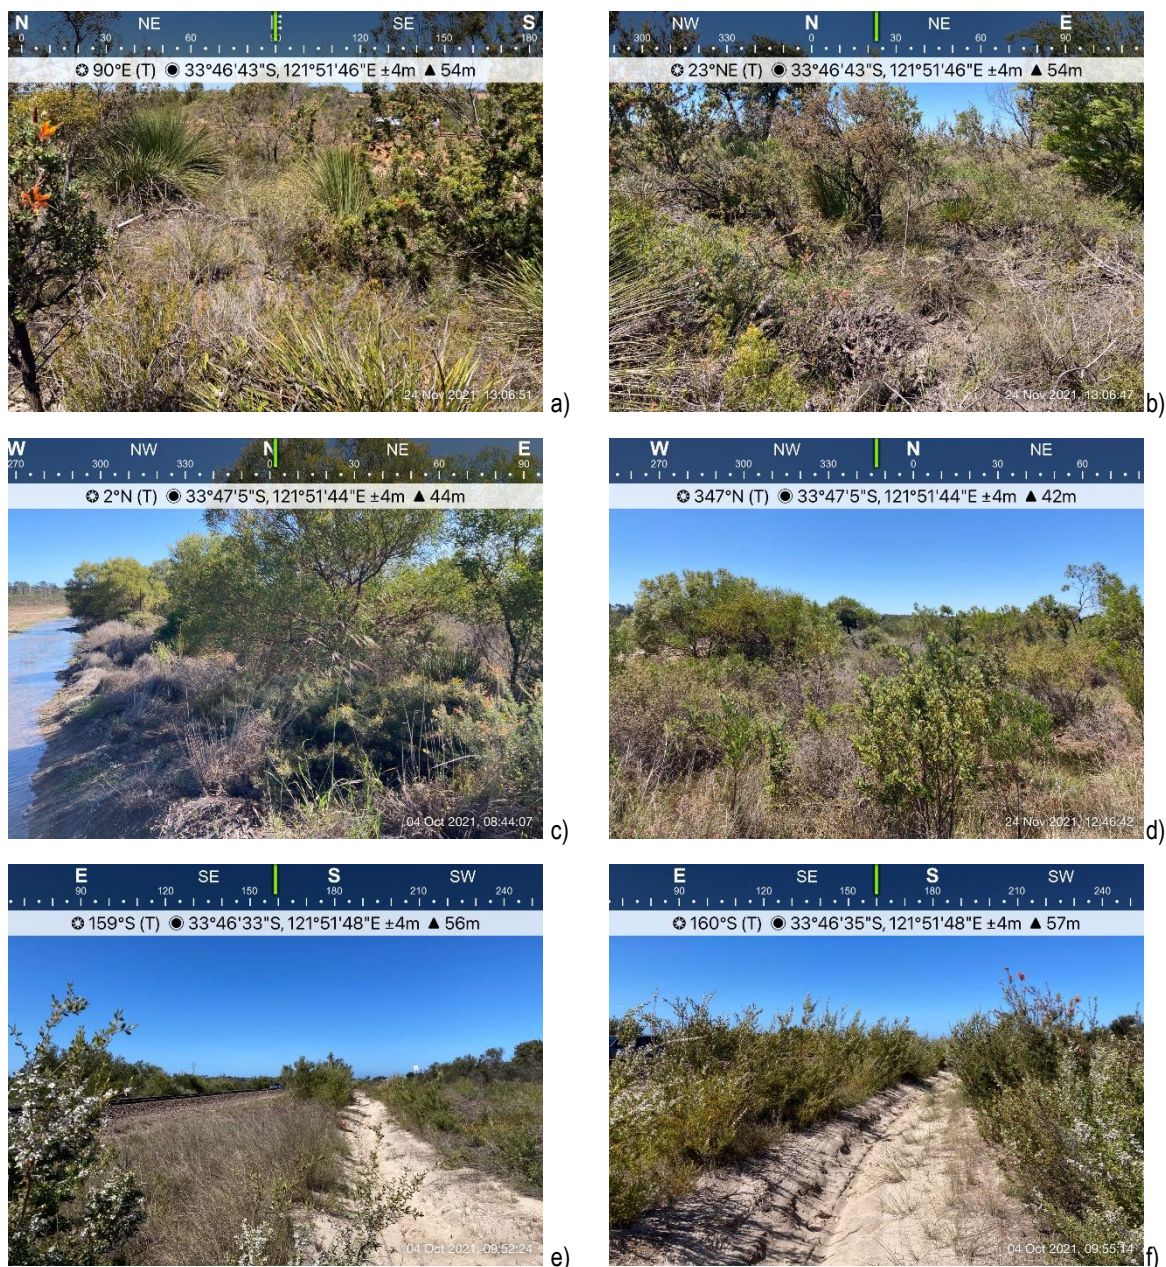 N NE E SE S
0 30 60 90 120 150 180
90°E (T) 33°46'43"S, 121°51'46"E ±4m ▲ 54m
24 Nov 2021, 13:06:51
a)
NW N NE E
300 330 0 30 60 90
23°NE (T) 33°46'43"S, 121°51'46"E ±4m ▲ 54m
24 Nov 2021, 13:06:47
b)
W NW N NE E
270 300 330 0 30 60 90
2°N (T) 33°47'5"S, 121°51'44"E ±4m ▲ 44m
04 Oct 2021, 08:44:07
c)
W NW N NE
270 300 330 0 30 60
347°N (T) 33°47'5"S, 121°51'44"E ±4m ▲ 42m
24 Nov 2021, 12:46:42
d)
E SE S SW
90 120 150 180 210 240
159°S (T) 33°46'33"S, 121°51'48"E ±4m ▲ 56m
04 Oct 2021, 09:52:24
e)
E SE S SW
90 120 150 180 210 240
160°S (T) 33°46'35"S, 121°51'48"E ±4m ▲ 57m
04 Oct 2021, 09:55:14
f)